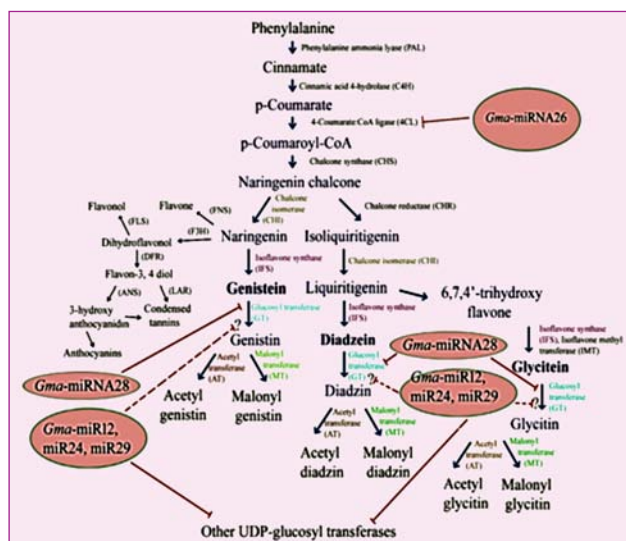 Phenylalanine
Phenylalanine ammonia lyase (PAL)
Cinnamate
Cinnamic acid 4-hydrolase (C4H)
p-Coumarate
4-Coumarate CoA ligase (4CL)
Gma-miRNA26
p-Coumaroyl-CoA
Chalcone synthase (CHS)
Naringenin chalcone
Chalcone
isomerase
(CHI)
Chalcone reductase (CHR)
Flavonol
Flavone
(FNS)
(FLS)
Dihydroflavonol
(F3H)
Naringenin
Isoliquiritigenin
(DFR)
Flavon-3, 4 diol
Isoflavone synthase
(IFS)
Chalcone isomerase (CHI)
(ANS)
(LAR)
Genistein
Liquiritigenin
6,7,4'-trihydroxy
flavone
3-hydroxy
anthocyanidin
Condensed
tannins
Glucosyl transferase
(GT)
?
Isoflavone synthase
(IFS)
Isoflavone synthase
(IFS), Isoflavone methyl
transferase (IMT)
Anthocyanins
Genistin
Diadzein
Gma-miRNA28
Glycitein
Gma-miRNA28
Acetyl
transferase
(AT)
Malonyl
transferase
(MT)
Glucosyl
transferase
(GT)
?
Glucosyl
transferase
(GT)
?
Acetyl
genistin
Malonyl
genistin
Diadzin
Gma-miR12,
miR24, miR29
Glycitin
Gma-miR12,
miR24, miR29
Acetyl
transferase
(AT)
Malonyl
transferase
(MT)
Acetyl
transferase
(AT)
Malonyl
transferase
(MT)
Acetyl
diadzin
Malonyl
diadzin
Acetyl
glycitin
Malonyl
glycitin
Other UDP-glucosyl transferases